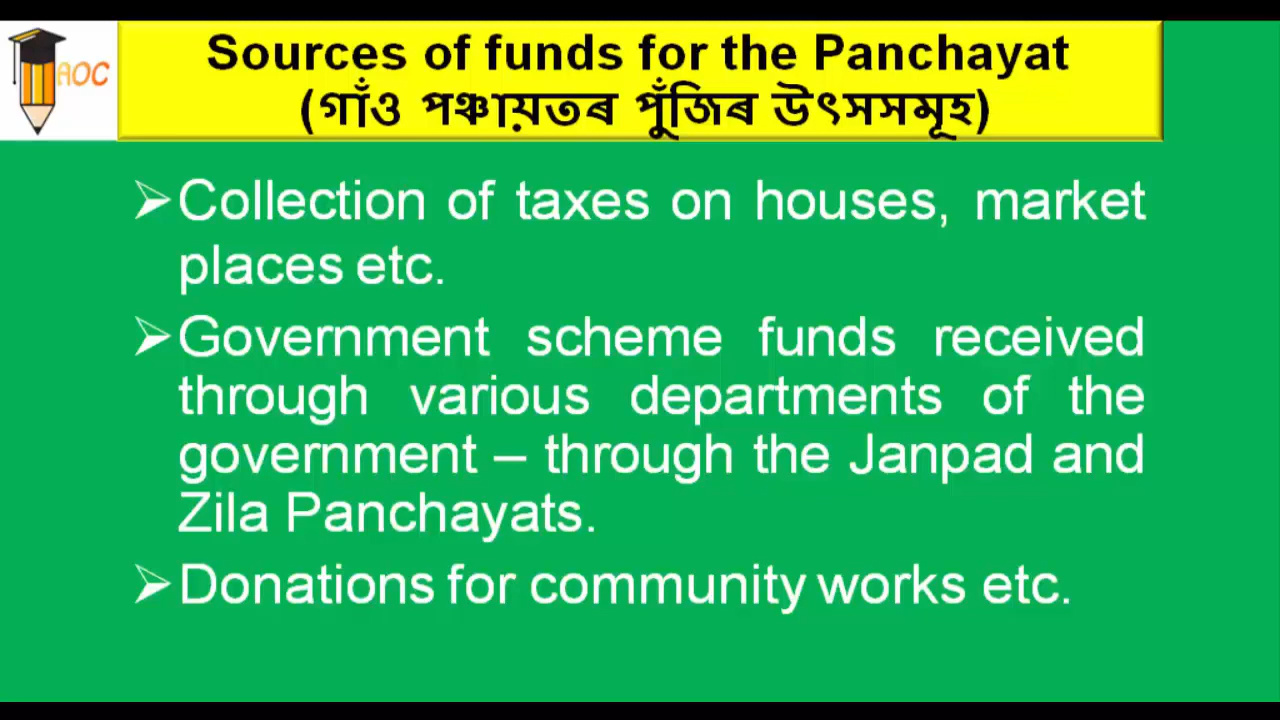 AOC
Sources of funds for the Panchayat
(গাঁও পঞ্চায়তৰ পুঁজিৰ উৎসসমূহ)
➢Collection of taxes on houses, market
places etc.
➢Government scheme funds received
through various departments of the
government – through the Janpad and
Zila Panchayats.
➢Donations for community works etc.